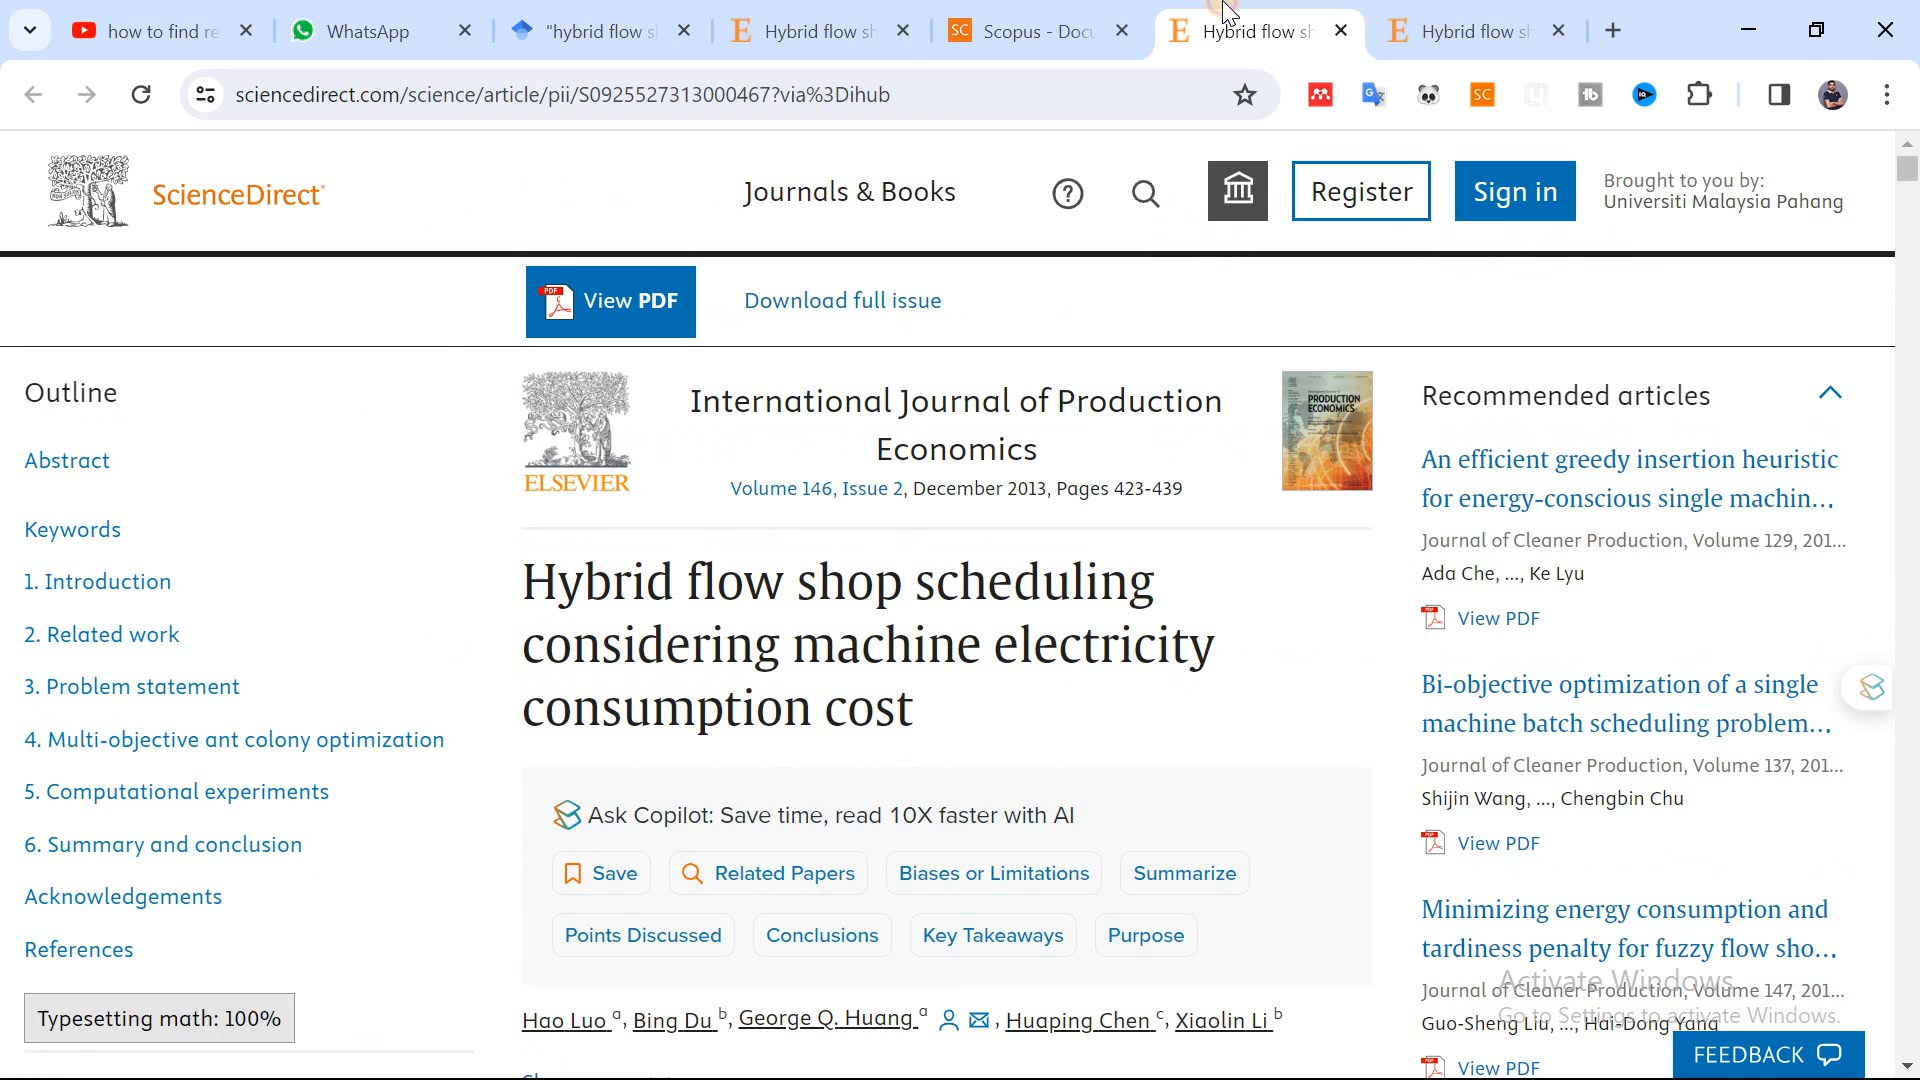 how to find re
WhatsApp
"hybrid flow s
Hybrid flow sh
SC
Scopus - Docu
Hybrid flow sh
Hybrid flow sh
sciencedirect.com/science/article/pii/S0925527313000467?via%3Dihub
ScienceDirect
Journals & Books
Register
Sign in
Brought to you by:
Universiti Malaysia Pahang
View PDF
Download full issue
Outline
Abstract
Keywords
1. Introduction
2. Related work
3. Problem statement
4. Multi-objective ant colony optimization
5. Computational experiments
6. Summary and conclusion
Acknowledgements
References
Typesetting math: 100%
ELSEVIER
International Journal of Production
Economics
Volume 146, Issue 2, December 2013, Pages 423-439
PRODUCTION
ECONOMICS
Hybrid flow shop scheduling
considering machine electricity
consumption cost
Ask Copilot: Save time, read 10X faster with AI
Save
Related Papers
Biases or Limitations
Summarize
Points Discussed
Conclusions
Key Takeaways
Purpose
Hao Luo a, Bing Du b, George Q. Huang a, Huaping Chen c, Xiaolin Li b
Recommended articles
An efficient greedy insertion heuristic
for energy-conscious single machin...
Journal of Cleaner Production, Volume 129, 201...
Ada Che, ..., Ke Lyu
View PDF
Bi-objective optimization of a single
machine batch scheduling problem...
Journal of Cleaner Production, Volume 137, 201...
Shijin Wang, ..., Chengbin Chu
View PDF
Minimizing energy consumption and
tardiness penalty for fuzzy flow sho...
Journal of Cleaner Production, Volume 147, 201...
Guo-Sheng Liu, ..., Hai-Dong Yang
View PDF
Activate Windows
Go to Settings to activate Windows.
FEEDBACK